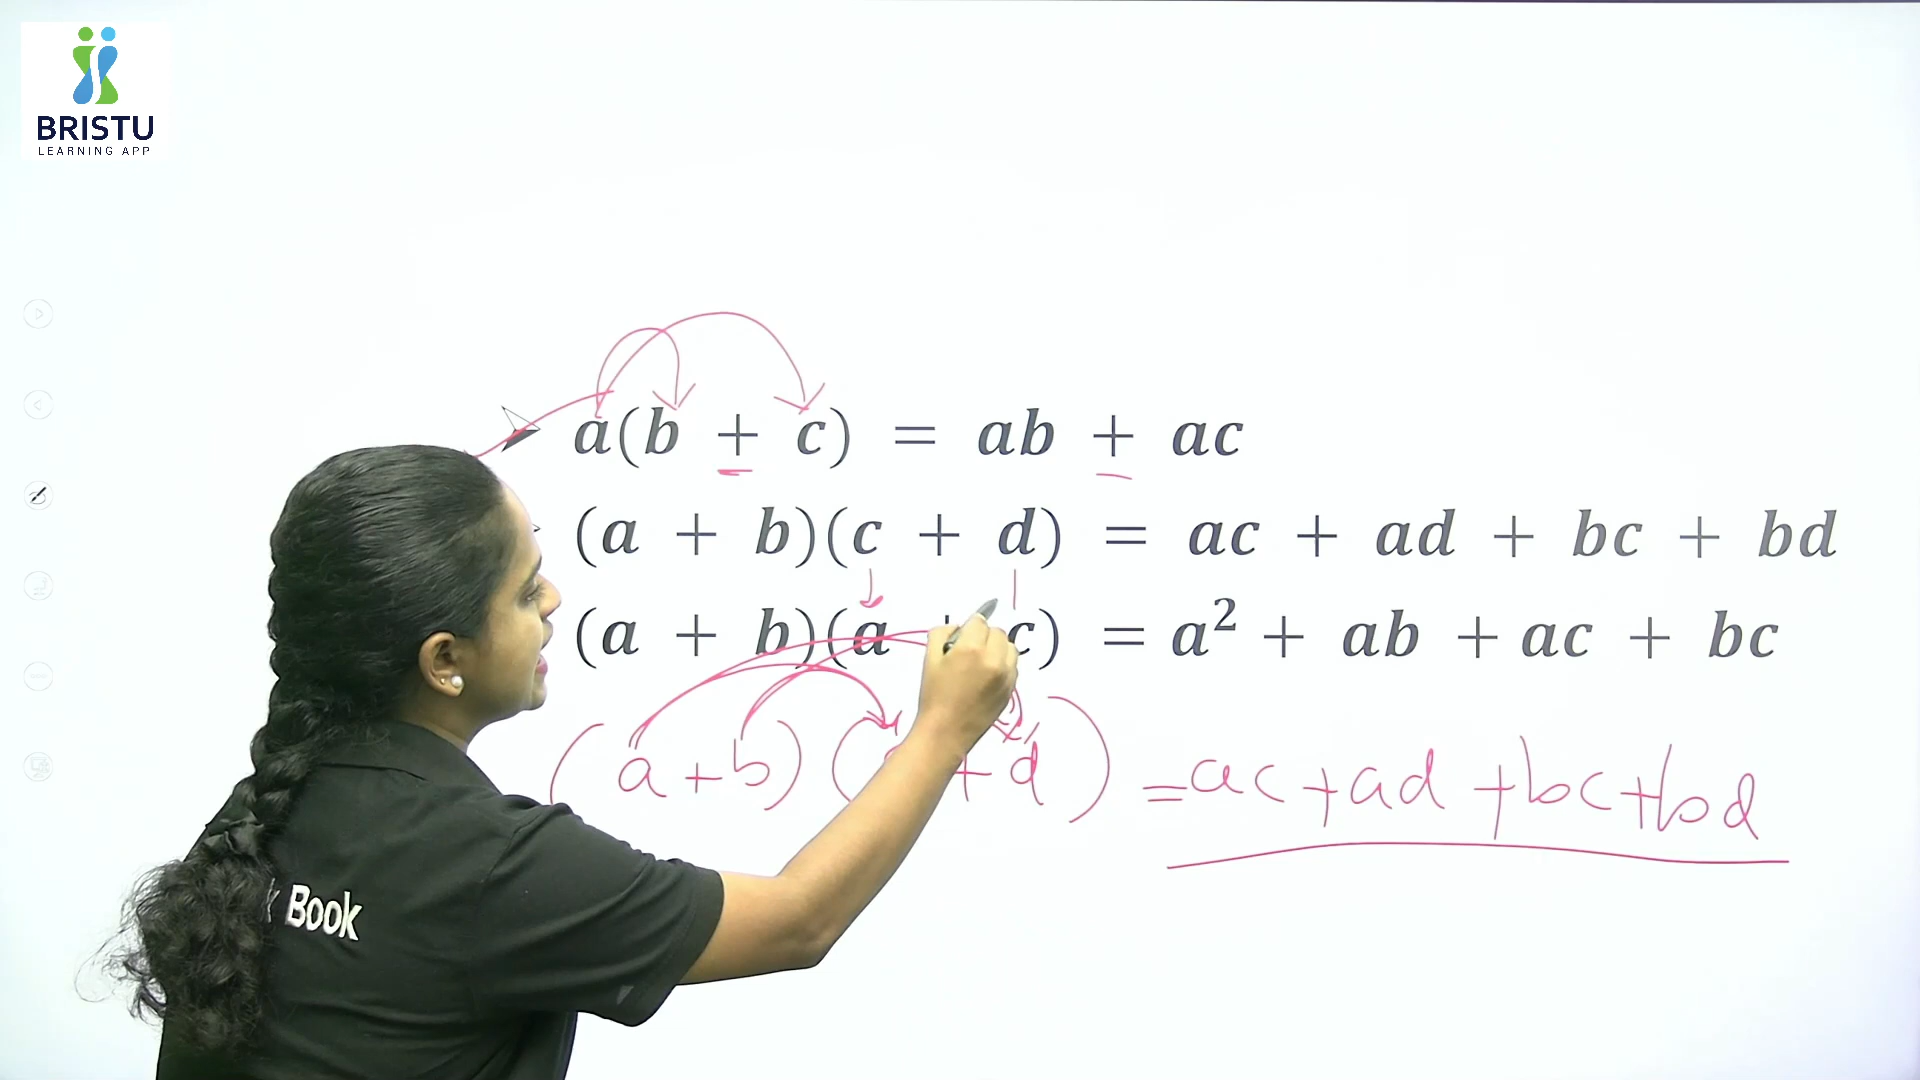 BRISTU
LEARNING APP
a(b + c) = ab + ac
(a + b)(c + d) = ac + ad + bc + bd
(a + b)(a + c) = a² + ab + ac + bc
(a+b)( +d) = ac+ad+bc+bd
Book